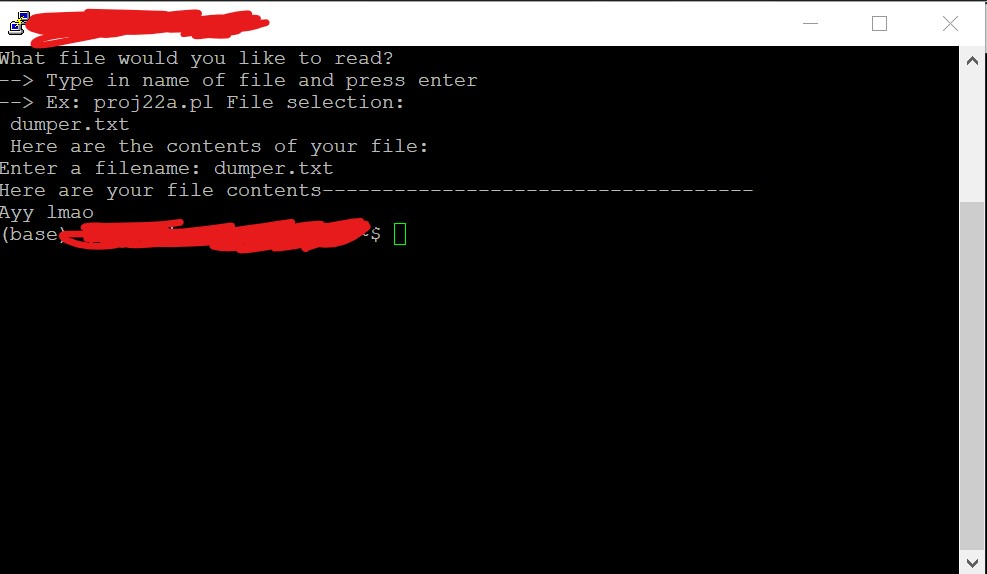 What file would you like to read?
--> Type in name of file and press enter
--> Ex: proj22a.pl File selection:
dumper.txt
Here are the contents of your file:
Enter a filename: dumper.txt
Here are your file contents------------------------------------
Ayy lmao
(base) ~$